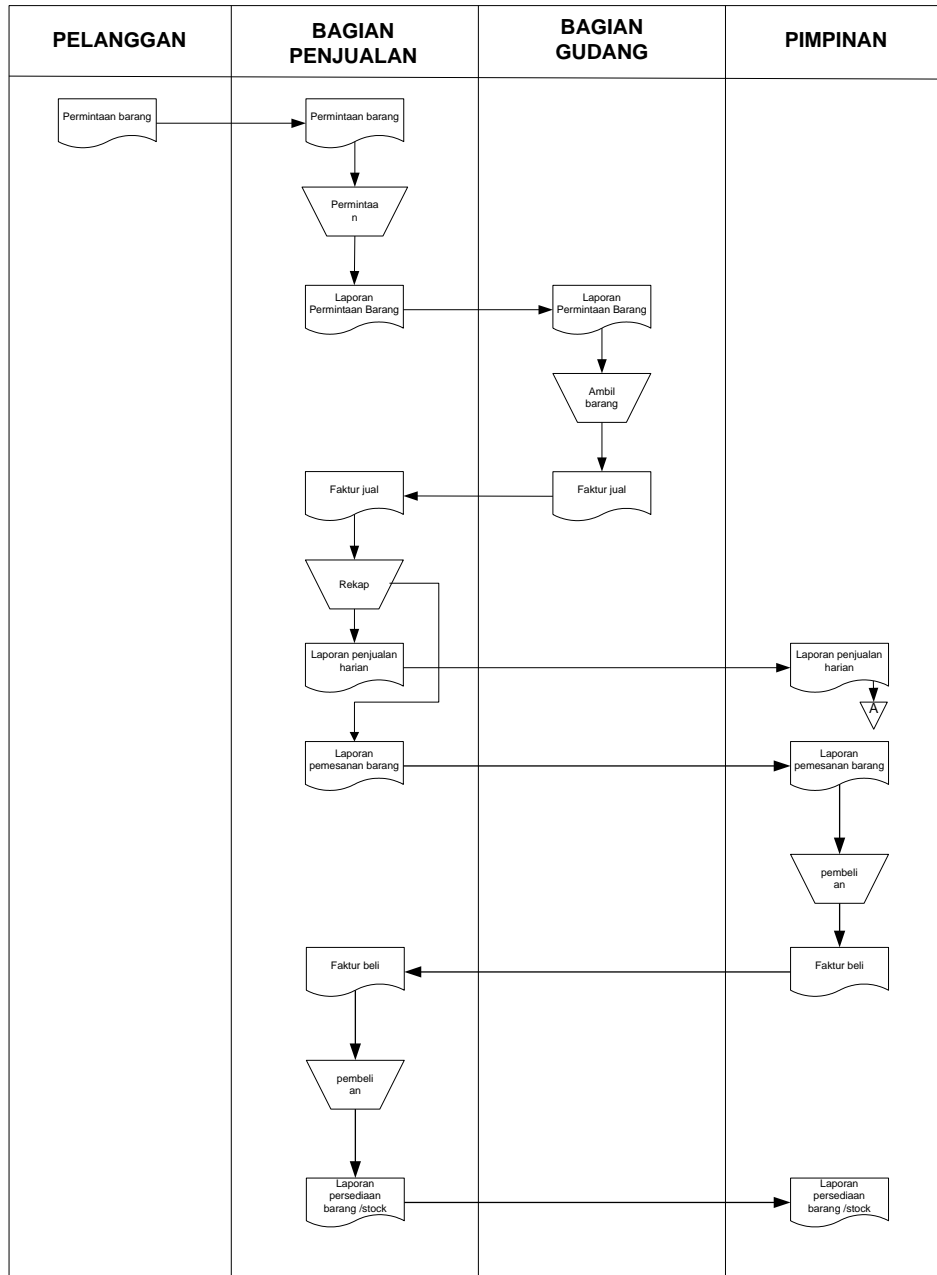 PELANGGAN
BAGIAN
PENJUALAN
BAGIAN
GUDANG
PIMPINAN
Permintaan barang
Permintaan barang
Permintaa
n
Laporan
Permintaan Barang
Laporan
Permintaan Barang
Ambil
barang
Faktur jual
Faktur jual
Rekap
Laporan penjualan
harian
Laporan penjualan
harian
A
Laporan
pemesanan barang
Laporan
pemesanan barang
pembeli
an
Faktur beli
Faktur beli
pembeli
an
Laporan
persediaan
barang /stock
Laporan
persediaan
barang /stock